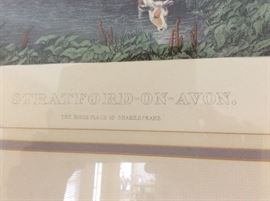 STRATFORD-ON-AVON.
THE BIRTH PLACE OF SHAKESPEARE